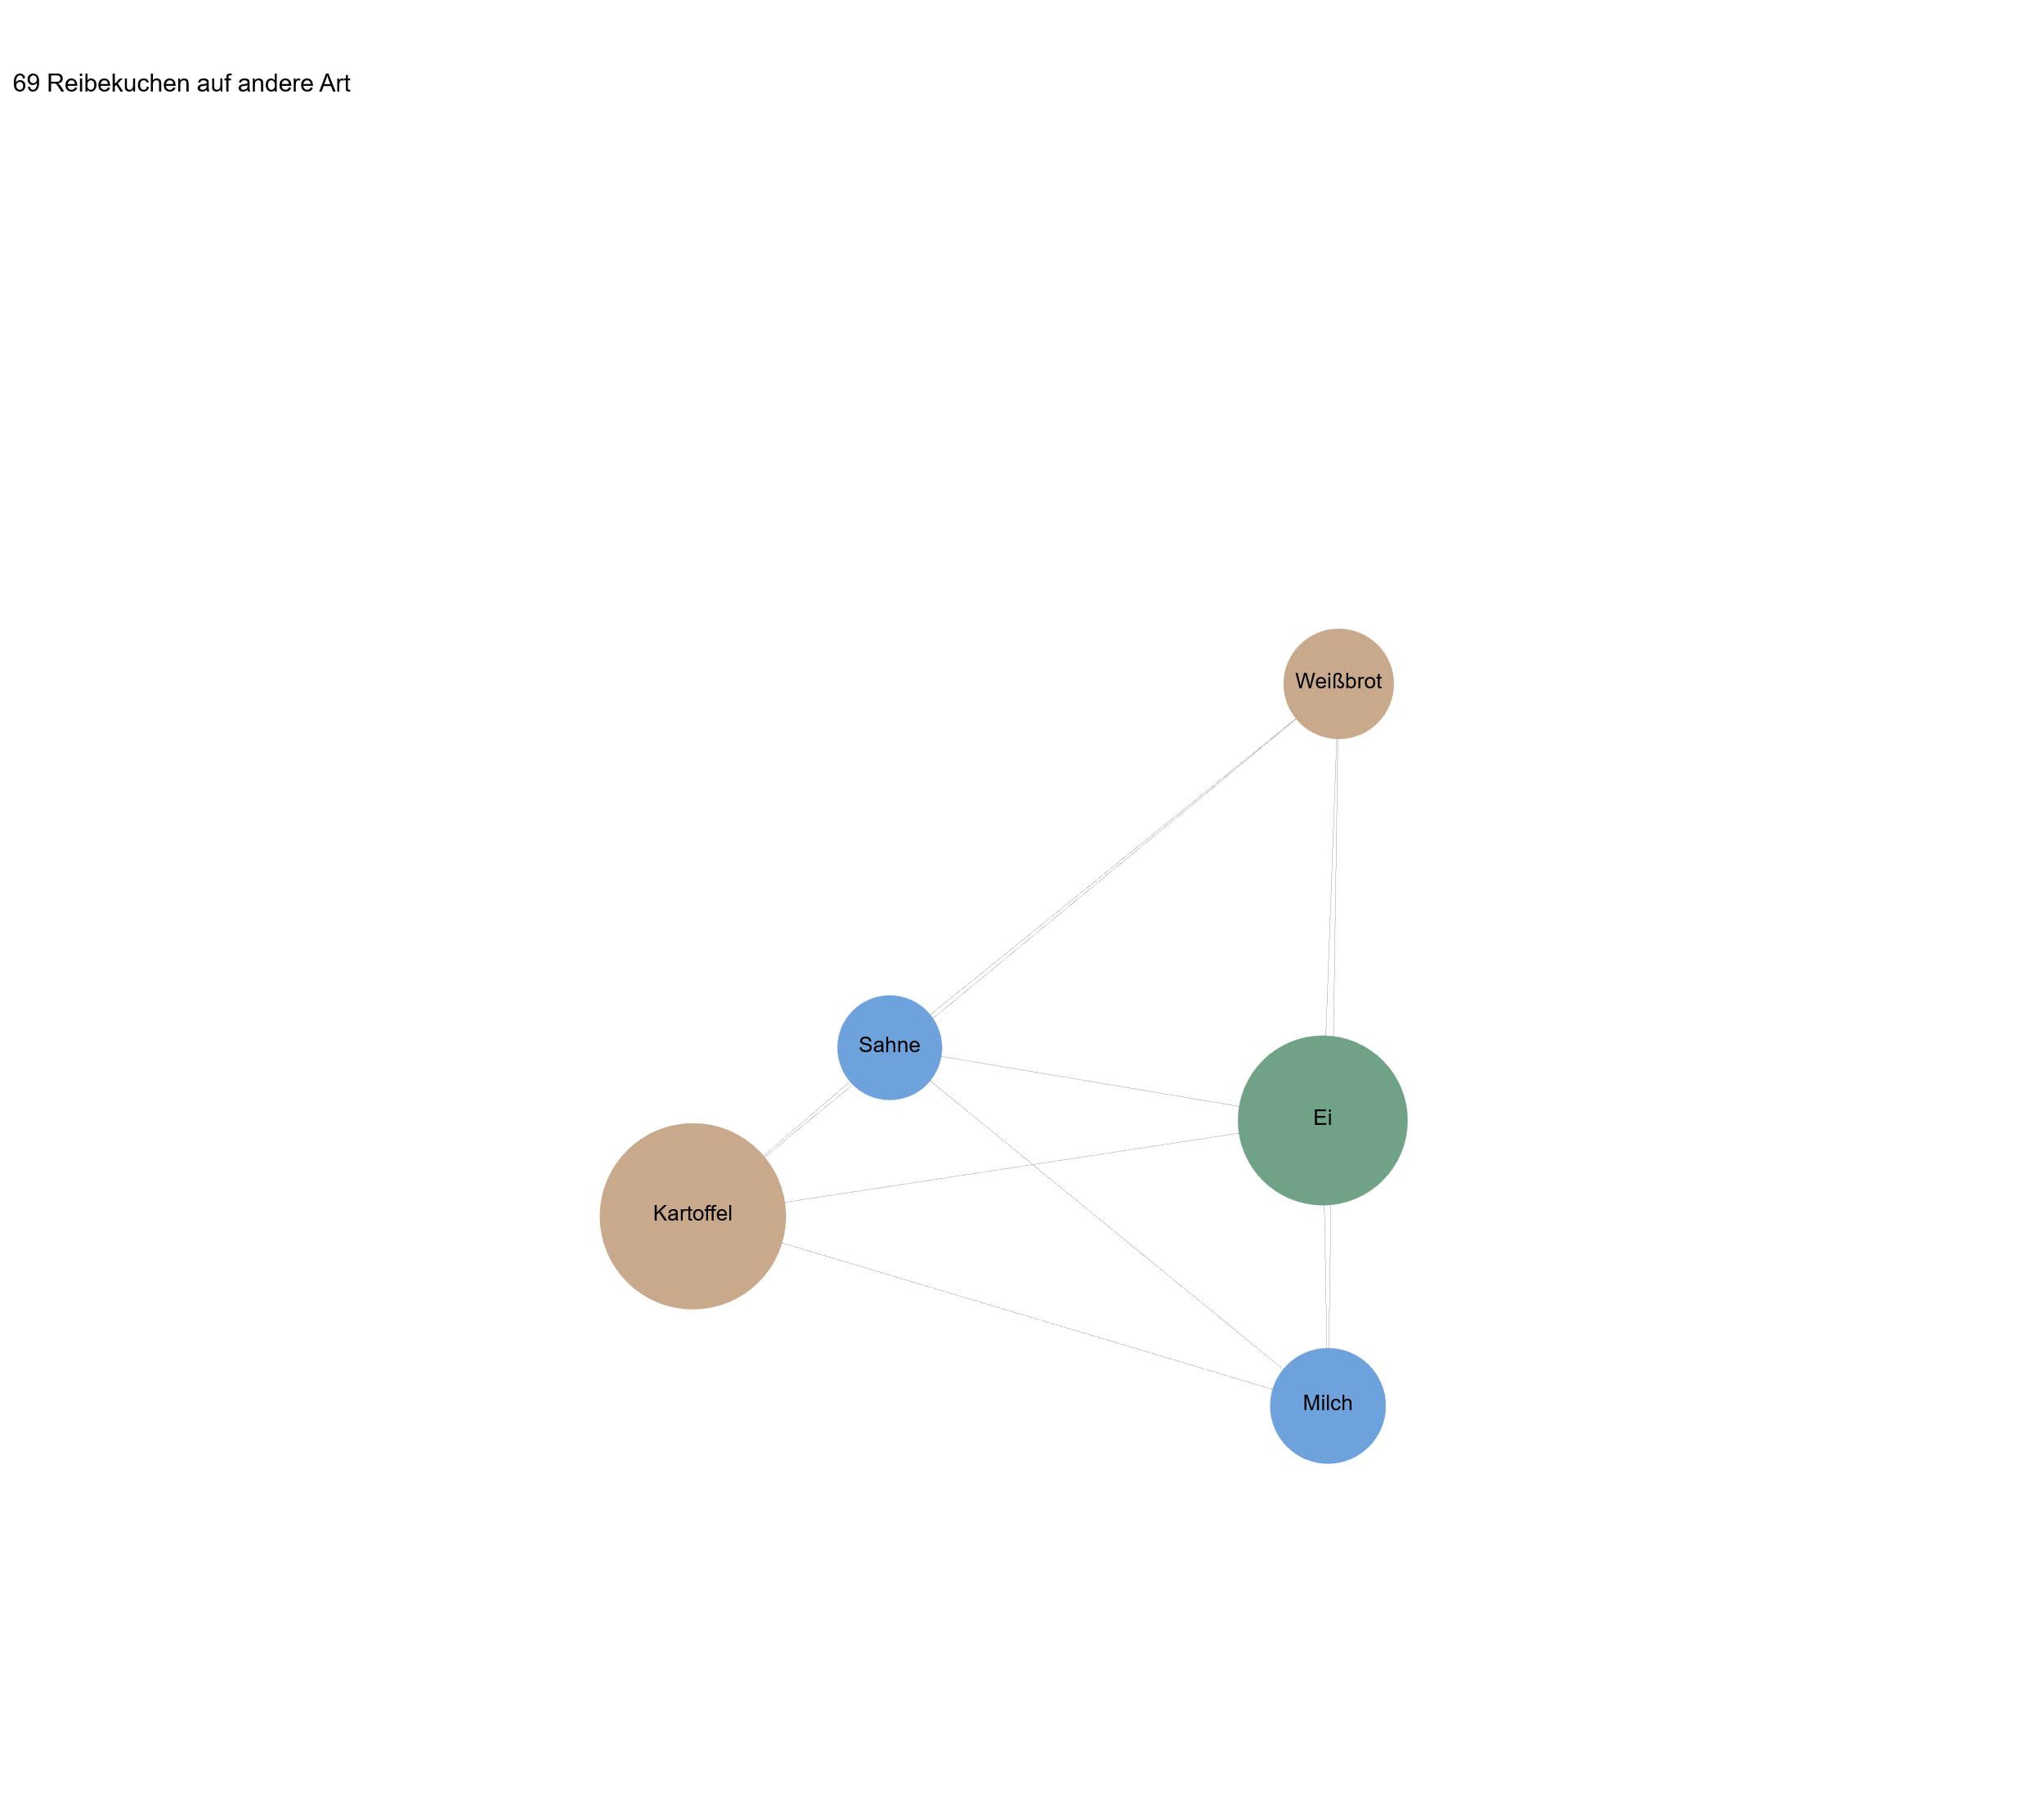 69 Reibekuchen auf andere Art
Weißbrot
Sahne
Ei
Kartoffel
Milch